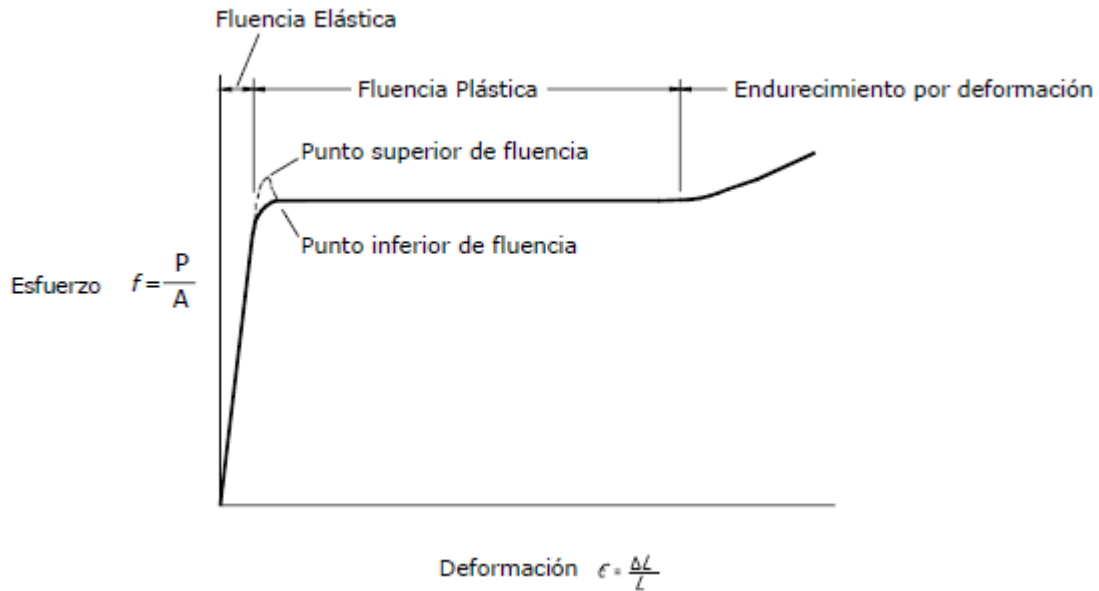 Fluencia Elástica
Fluencia Plástica
Endurecimiento por deformación
Punto superior de fluencia
Punto inferior de fluencia
Esfuerzo f = P/A
Deformación ϵ = ΔL/L